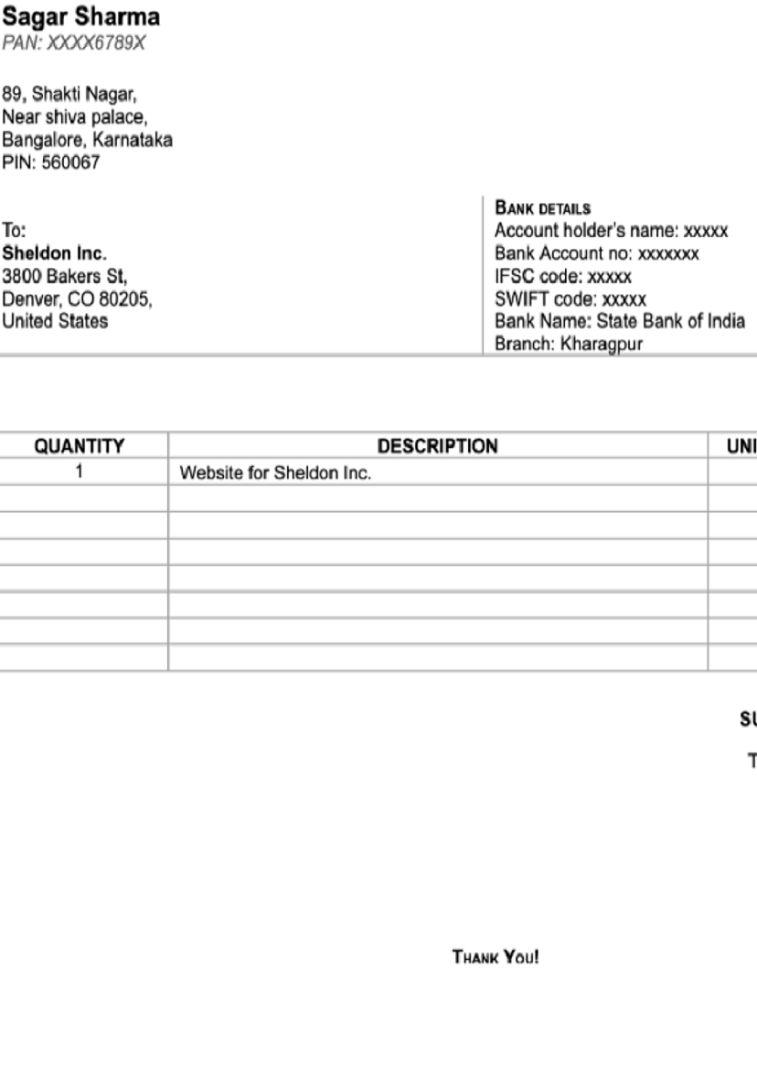 Sagar Sharma
PAN: XXXX6789X
89, Shakti Nagar,
Near shiva palace,
Bangalore, Karnataka
PIN: 560067
To:
Sheldon Inc.
3800 Bakers St,
Denver, CO 80205,
United States
BANK DETAILS
Account holder's name: xxxxx
Bank Account no: xxxxxxx
IFSC code: xxxxx
SWIFT code: xxxxx
Bank Name: State Bank of India
Branch: Kharagpur
QUANTITY DESCRIPTION
1 Website for Sheldon Inc.
THANK YOU!